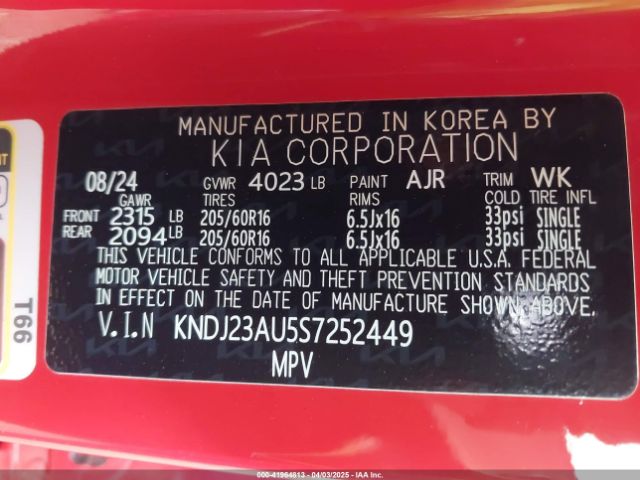 MANUFACTURED IN KOREA BY
KIA CORPORATION
08/24 GVWR 4023 LB PAINT AJR TRIM WK
GAWR TIRES RIMS COLD TIRE INFL
FRONT 2315 LB 205/60R16 6.5Jx16 33psi SINGLE
REAR 2094 LB 205/60R16 6.5Jx16 33psi SINGLE
THIS VEHICLE CONFORMS TO ALL APPLICABLE U.S.A. FEDERAL
MOTOR VEHICLE SAFETY AND THEFT PREVENTION STANDARDS
IN EFFECT ON THE DATE OF MANUFACTURE SHOWN ABOVE.
V.I.N KNDJ23AU5S7252449
MPV
T66
000-41964813 04/03/2025 - IAA Inc.